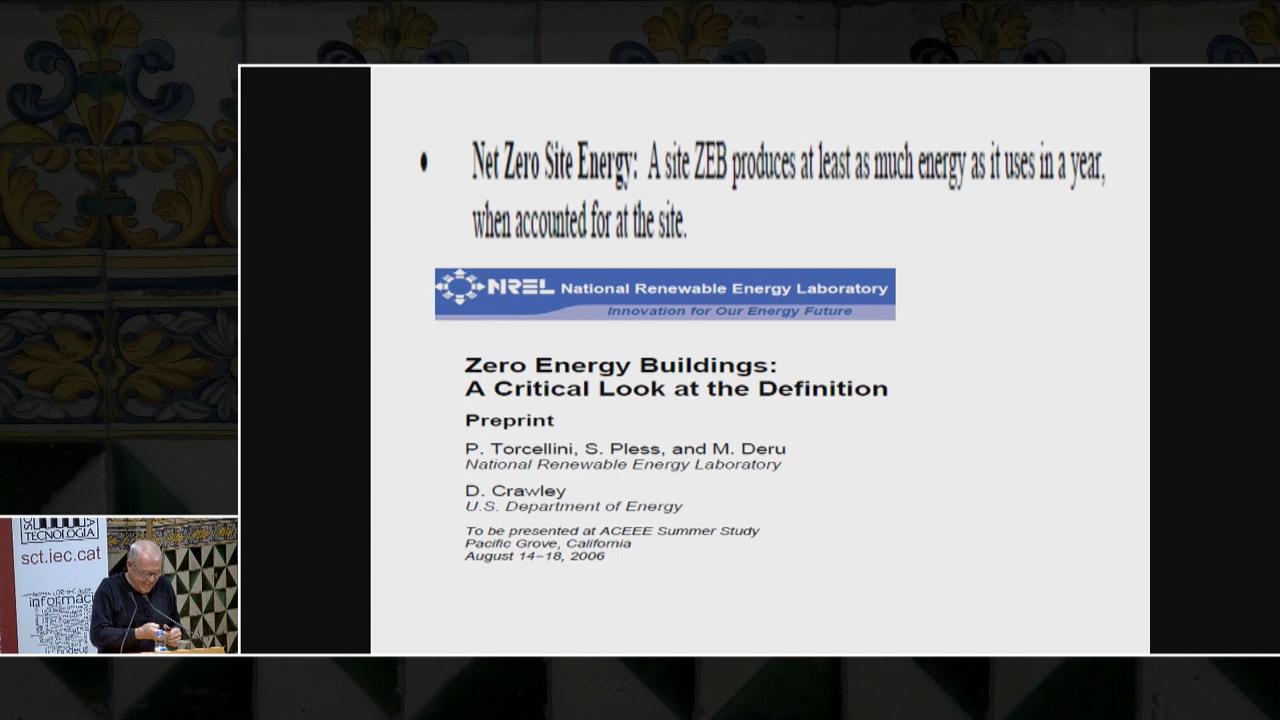 • Net Zero Site Energy: A site ZEB produces at least as much energy as it uses in a year,
when accounted for at the site.
NREL National Renewable Energy Laboratory
Innovation for Our Energy Future
Zero Energy Buildings:
A Critical Look at the Definition
Preprint
P. Torcellini, S. Pless, and M. Deru
National Renewable Energy Laboratory
D. Crawley
U.S. Department of Energy
To be presented at ACEEE Summer Study
Pacific Grove, California
August 14–18, 2006
TECNOLOGIA
sct.iec.cat
informaci